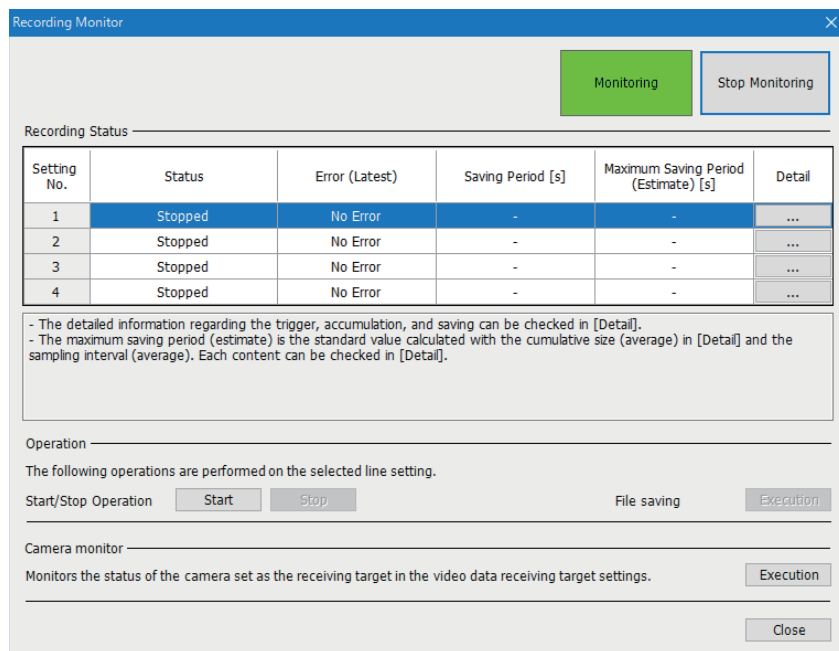 Recording Monitor
Monitoring
Stop Monitoring
Recording Status
Setting No. Status Error (Latest) Saving Period [s] Maximum Saving Period (Estimate) [s] Detail
1 Stopped No Error - - ...
2 Stopped No Error - - ...
3 Stopped No Error - - ...
4 Stopped No Error - - ...
- The detailed information regarding the trigger, accumulation, and saving can be checked in [Detail].
- The maximum saving period (estimate) is the standard value calculated with the cumulative size (average) in [Detail] and the
sampling interval (average). Each content can be checked in [Detail].
Operation
The following operations are performed on the selected line setting.
Start/Stop Operation Start Stop File saving Execution
Camera monitor
Monitors the status of the camera set as the receiving target in the video data receiving target settings. Execution
Close